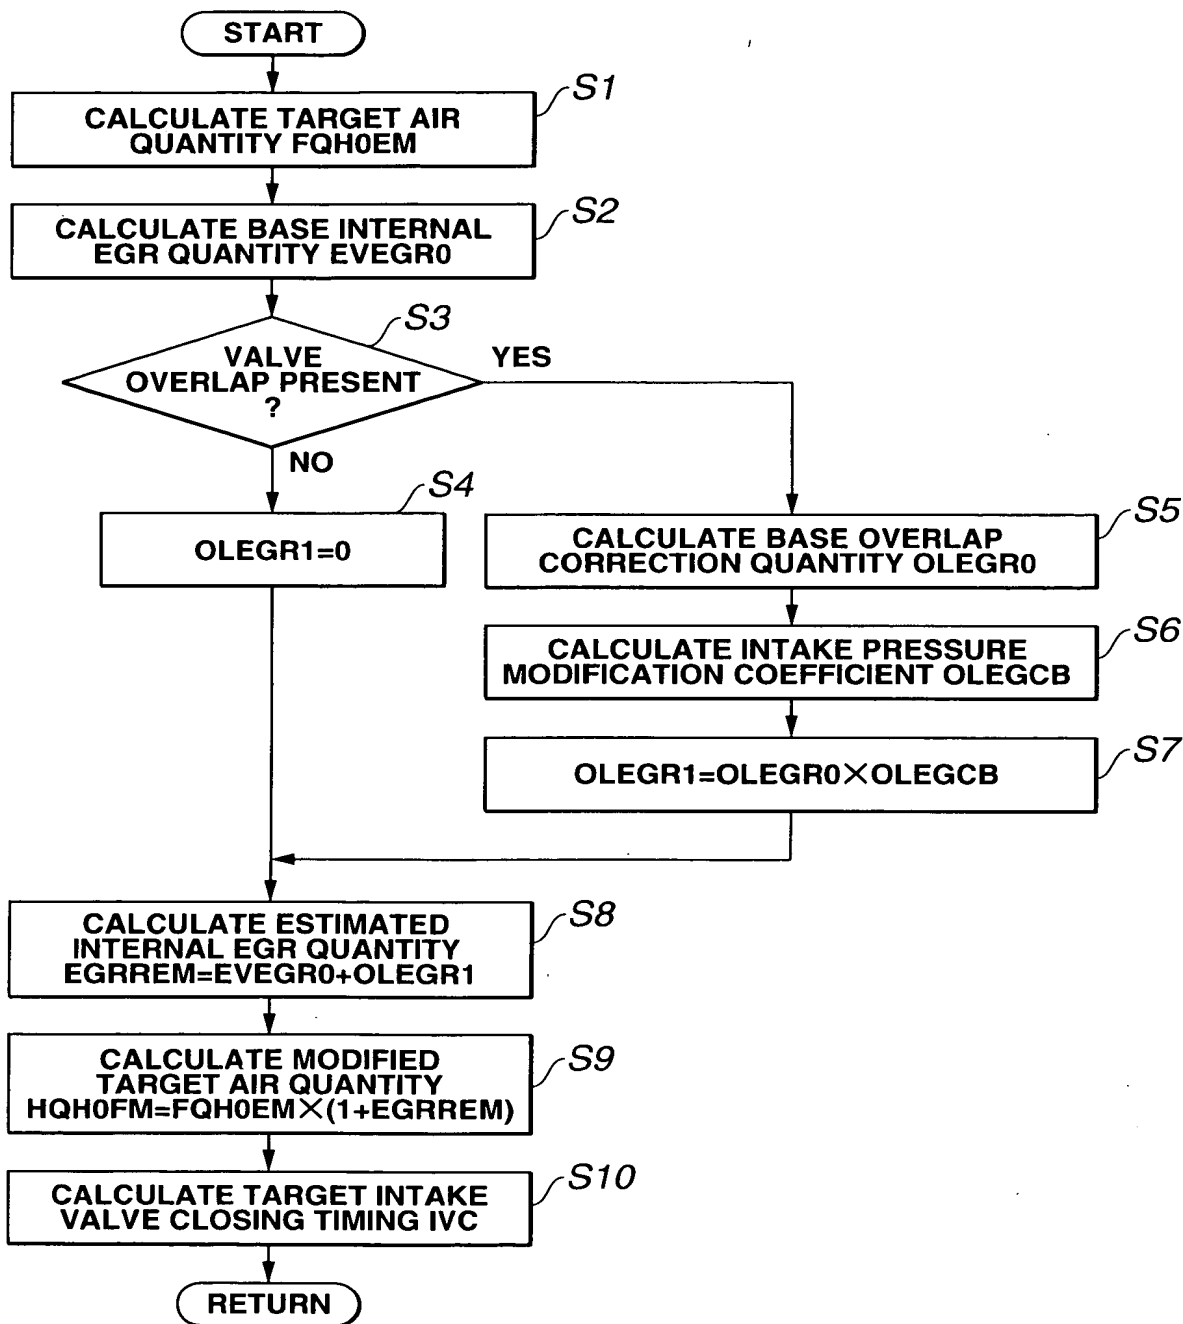 START
S1
CALCULATE TARGET AIR
QUANTITY FQH0EM
S2
CALCULATE BASE INTERNAL
EGR QUANTITY EVEGR0
S3
VALVE
OVERLAP PRESENT
?
YES
NO
S4
OLEGR1=0
S5
CALCULATE BASE OVERLAP
CORRECTION QUANTITY OLEGR0
S6
CALCULATE INTAKE PRESSURE
MODIFICATION COEFFICIENT OLEGCB
S7
OLEGR1=OLEGR0×OLEGCB
S8
CALCULATE ESTIMATED
INTERNAL EGR QUANTITY
EGRREM=EVEGR0+OLEGR1
S9
CALCULATE MODIFIED
TARGET AIR QUANTITY
HQH0FM=FQH0EM×(1+EGRREM)
S10
CALCULATE TARGET INTAKE
VALVE CLOSING TIMING IVC
RETURN